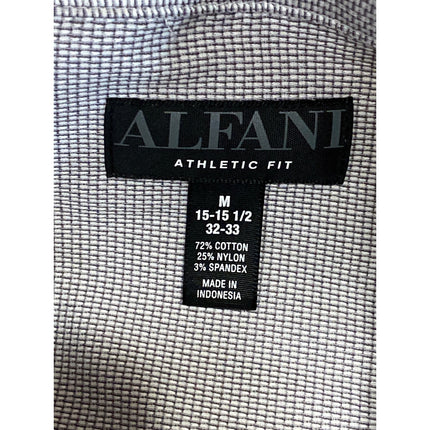 ALFANI
ATHLETIC FIT
M
15-15 1/2
32-33
72% COTTON
25% NYLON
3% SPANDEX
MADE IN
INDONESIA